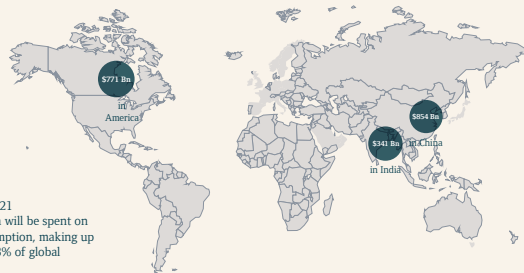 $771 Bn
in
America
$854 Bn
in China
$341 Bn
in India
21
will be spent on
mption, making up
% of global